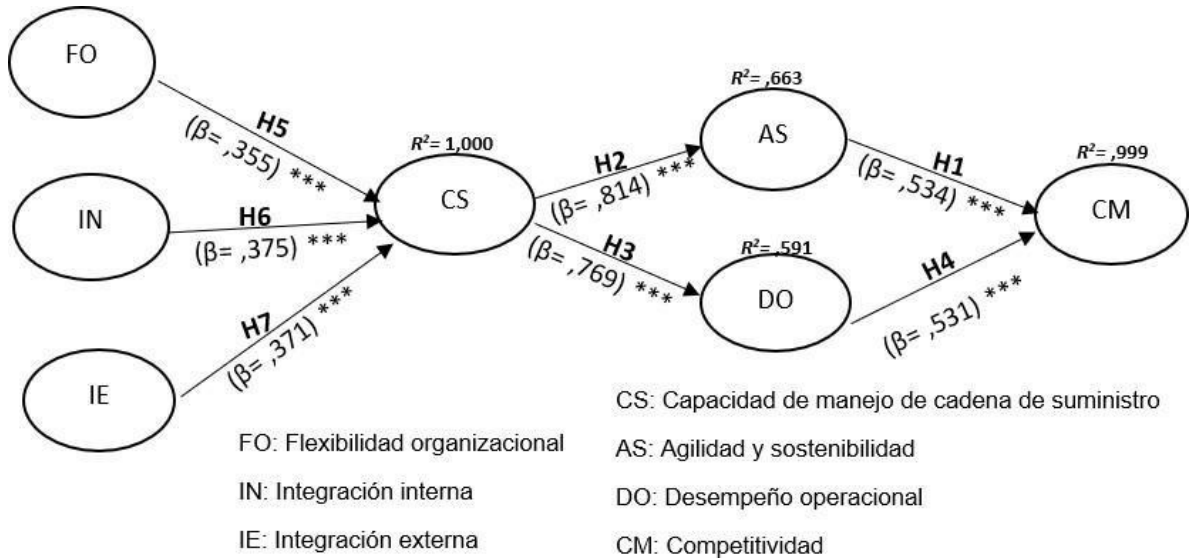 FO
IN
IE
H5
(β= ,355) ***
H6
(β= ,375) ***
H7
(β= ,371) ***
R²= 1,000
CS
H2
(β= ,814) ***
H3
(β= ,769) ***
R²= ,663
AS
R²= ,591
DO
H1
(β= ,534) ***
H4
(β= ,531) ***
R²= ,999
CM
FO: Flexibilidad organizacional
IN: Integración interna
IE: Integración externa
CS: Capacidad de manejo de cadena de suministro
AS: Agilidad y sostenibilidad
DO: Desempeño operacional
CM: Competitividad